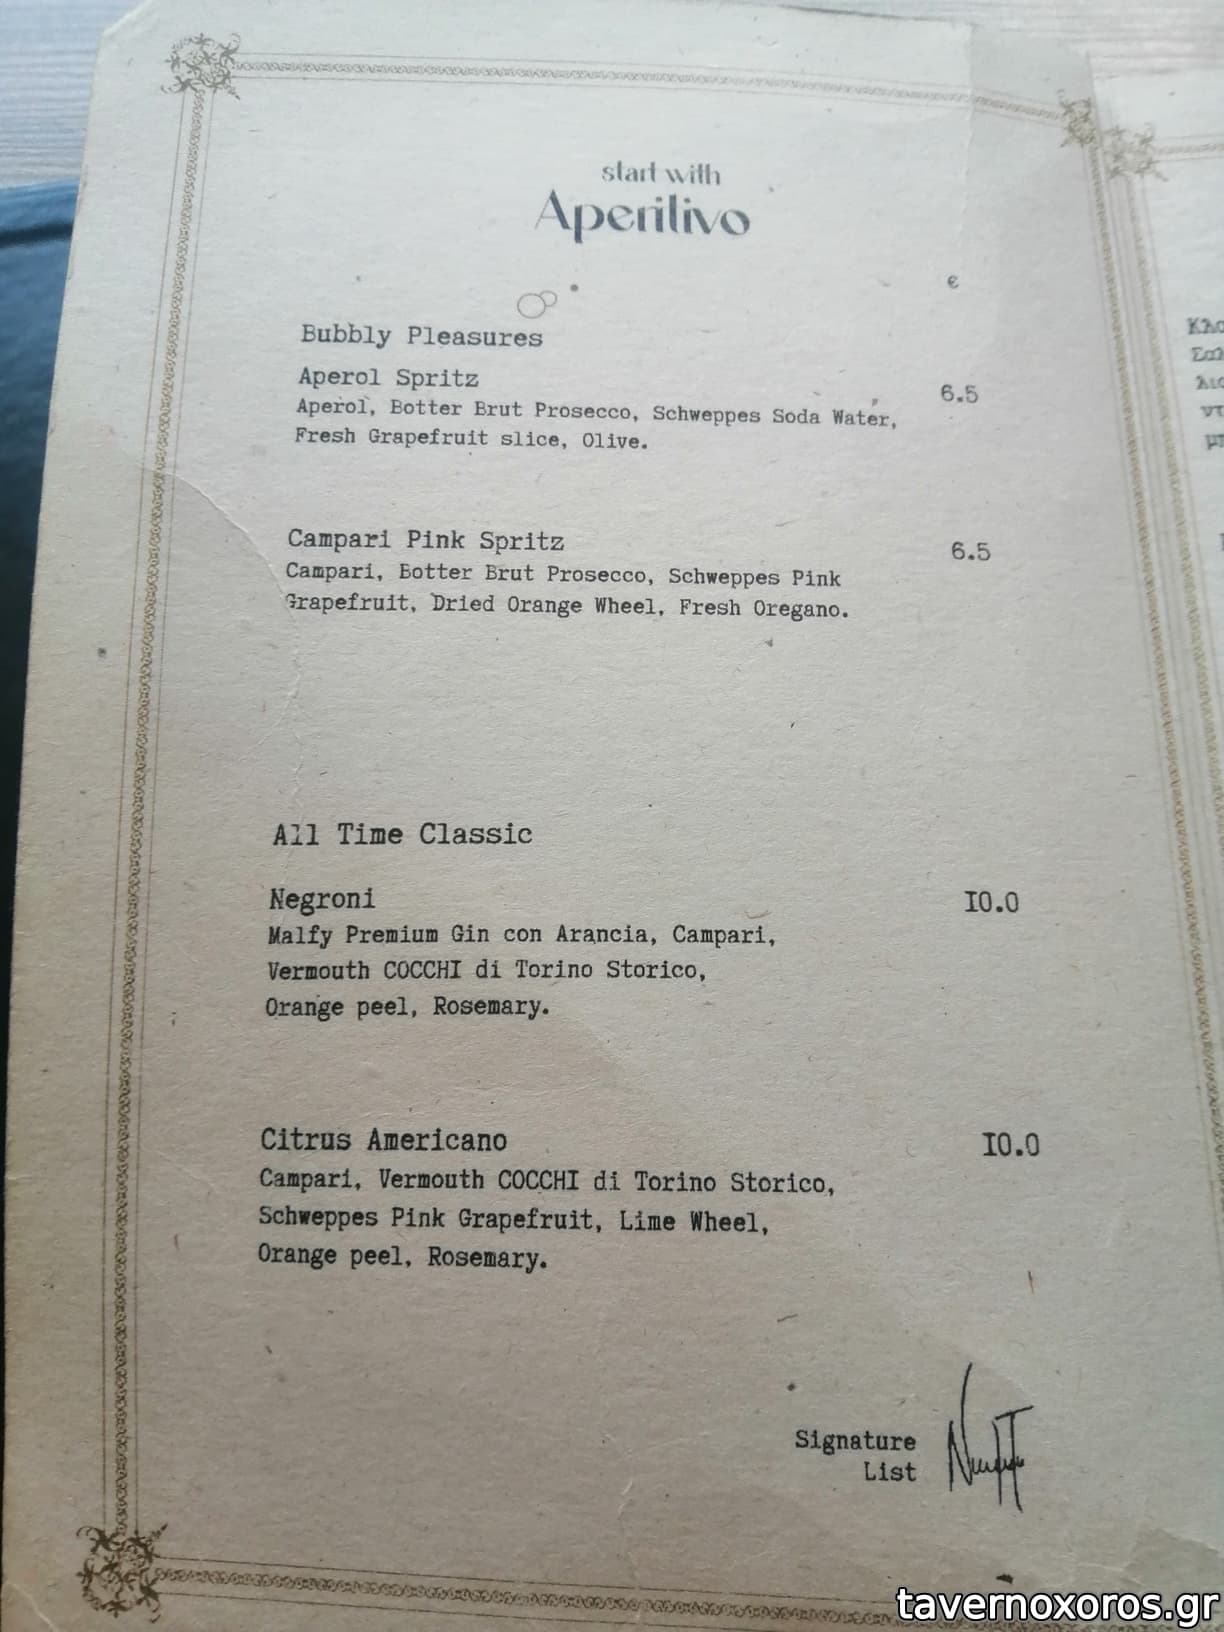 start with
Aperitivo
€
Bubbly Pleasures
Aperol Spritz 6.5
Aperol, Botter Brut Prosecco, Schweppes Soda Water,
Fresh Grapefruit slice, Olive.
Campari Pink Spritz 6.5
Campari, Botter Brut Prosecco, Schweppes Pink
Grapefruit, Dried Orange Wheel, Fresh Oregano.
All Time Classic
Negroni 10.0
Malfy Premium Gin con Arancia, Campari,
Vermouth COCCHI di Torino Storico,
Orange peel, Rosemary.
Citrus Americano 10.0
Campari, Vermouth COCCHI di Torino Storico,
Schweppes Pink Grapefruit, Lime Wheel,
Orange peel, Rosemary.
Signature
List
tavernoxoros.gr